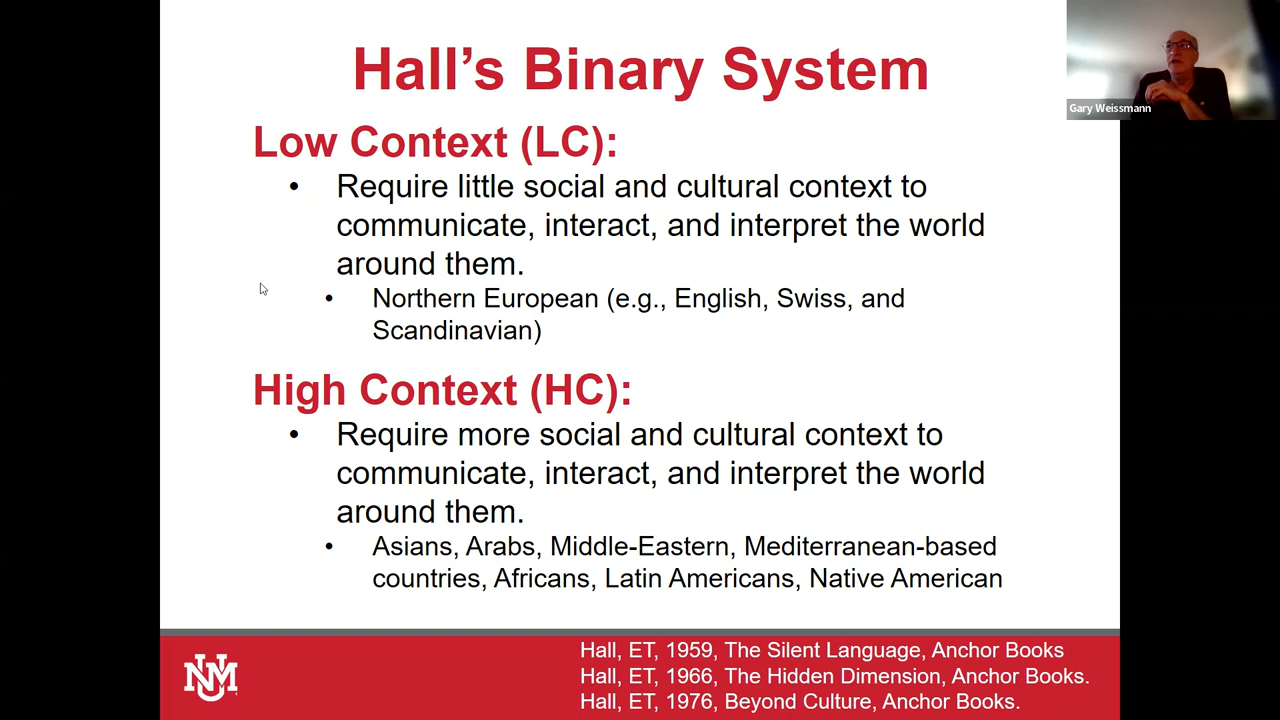 Hall’s Binary System
Gary Weissmann
Low Context (LC):
• Require little social and cultural context to
communicate, interact, and interpret the world
around them.
• Northern European (e.g., English, Swiss, and
Scandinavian)
High Context (HC):
• Require more social and cultural context to
communicate, interact, and interpret the world
around them.
• Asians, Arabs, Middle-Eastern, Mediterranean-based
countries, Africans, Latin Americans, Native American
Hall, ET, 1959, The Silent Language, Anchor Books
Hall, ET, 1966, The Hidden Dimension, Anchor Books.
Hall, ET, 1976, Beyond Culture, Anchor Books.
UNM